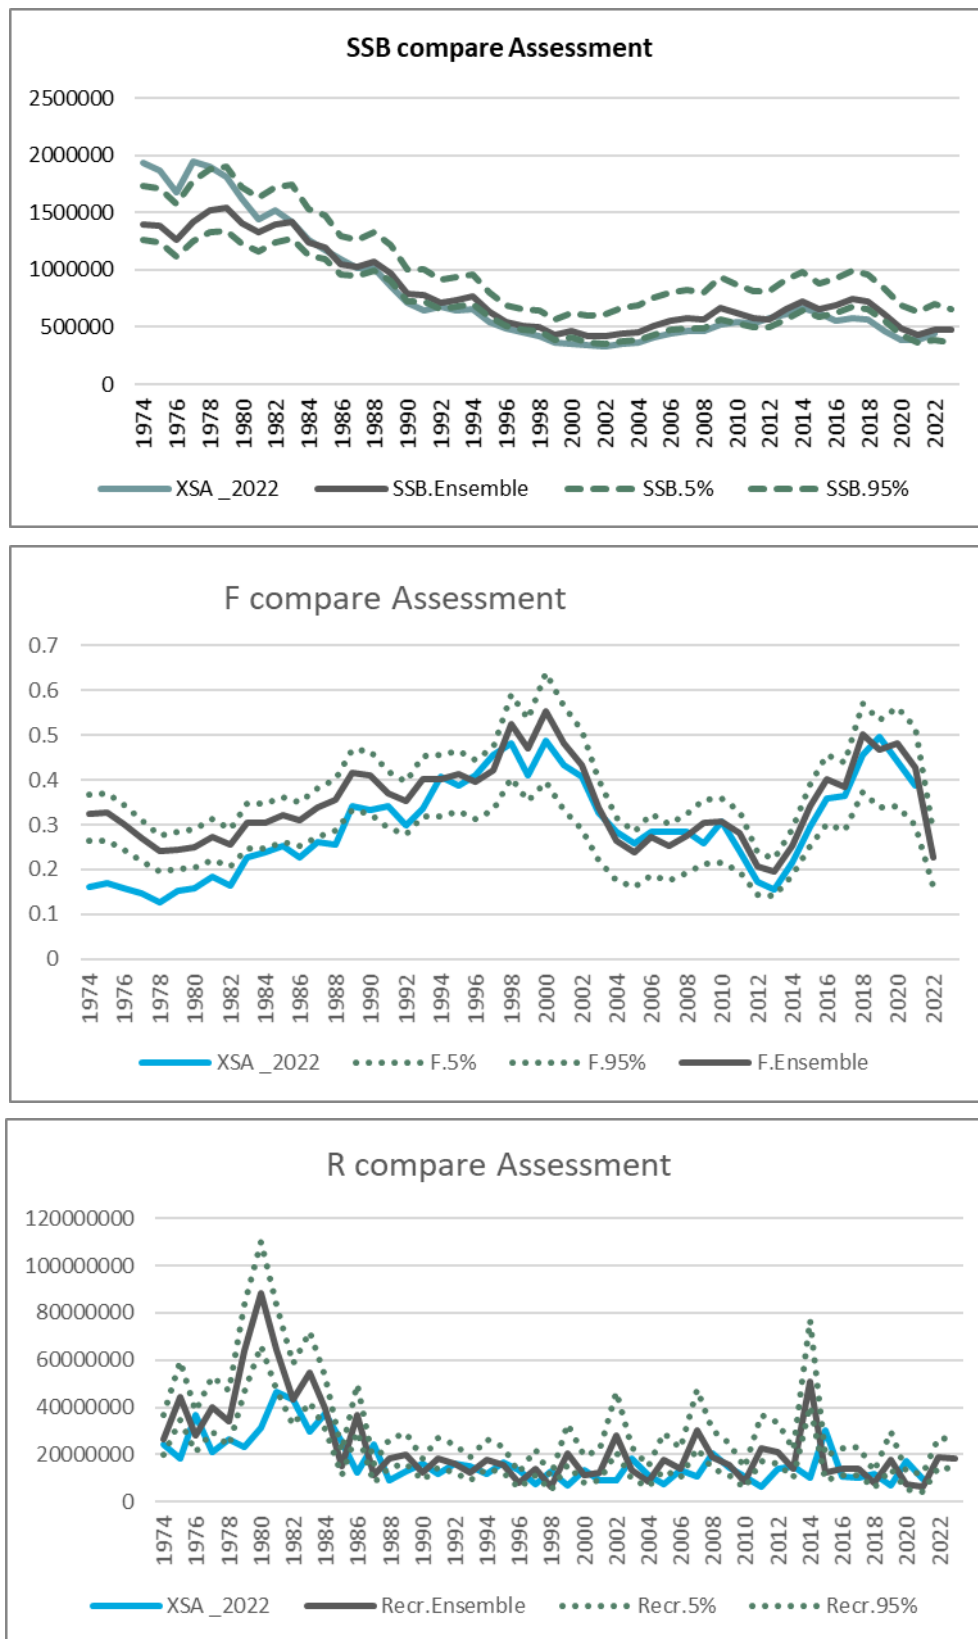 SSB compare Assessment
2500000
2000000
1500000
1000000
500000
0
1974 1976 1978 1980 1982 1984 1986 1988 1990 1992 1994 1996 1998 2000 2002 2004 2006 2008 2010 2012 2014 2016 2018 2020 2022
XSA _2022 SSB.Ensemble SSB.5% SSB.95%
F compare Assessment
0.7
0.6
0.5
0.4
0.3
0.2
0.1
0
1974 1976 1978 1980 1982 1984 1986 1988 1990 1992 1994 1996 1998 2000 2002 2004 2006 2008 2010 2012 2014 2016 2018 2020 2022
XSA _2022 F.5% F.95% F.Ensemble
R compare Assessment
120000000
100000000
80000000
60000000
40000000
20000000
0
1974 1976 1978 1980 1982 1984 1986 1988 1990 1992 1994 1996 1998 2000 2002 2004 2006 2008 2010 2012 2014 2016 2018 2020 2022
XSA _2022 Recr.Ensemble Recr.5% Recr.95%